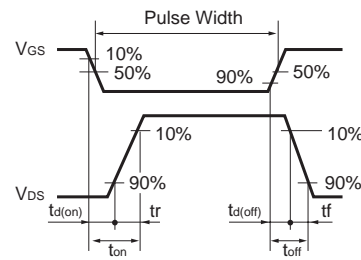 Pulse Width
VGS
10%
50%
90%
50%
10%
10%
VDS
90%
90%
td(on)
tr
td(off)
tf
ton
toff